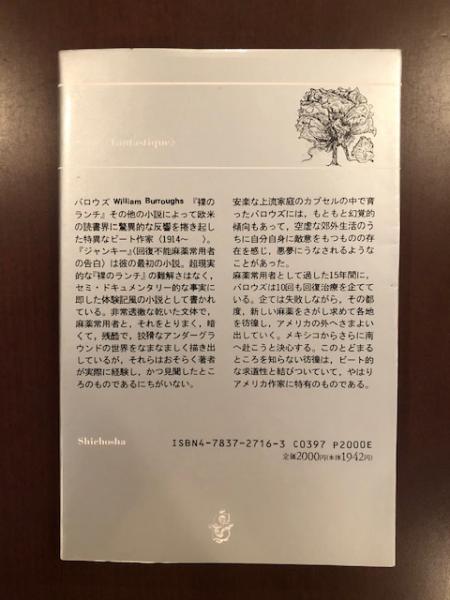 Fantastique〉
バロウズ William Burroughs 『裸の
ランチ』その他の小説によって欧米
の読書界に驚異的な反響を捲き起し
た特異なビート作家(1914〜　)。
『ジャンキー』(回復不能麻薬常用者
の告白)は彼の最初の小説。超現実
的な『裸のランチ』の難解さはなく,
セミ・ドキュメンタリー的な事実に
即した体験記風の小説として書かれ
ている。非常透徹な乾いた文体で,
麻薬常用者と, それをとりまく, 暗
くて, 残酷で, 狡猾なアンダーグラ
ウンドの世界をなまなましく描き出
しているが, それらはおそらく著者
が実際に経験し, かつ見聞したとこ
ろのものであるにちがいない。
安楽な上流家庭のカプセルの中で育
ったバロウズには, もともと幻覚的
傾向もあって, 空虚な郊外生活のう
ちに自分自身に敵意をもつものの存
在を感じ, 悪夢にうなされるような
ことがあった。
麻薬常用者として過した15年間に,
バロウズは10回も回復治療を企てて
いる。企ては失敗しながら, その都
度, 新しい麻薬をさがし求めて各地
を彷徨し, アメリカの外へさまよい
出していく。メキシコからさらに南
へ赴こうと決心する。このとどまる
ところを知らない彷徨は, ビート的
な求道性と結びついていて, やはり
アメリカ作家に特有のものである。
Shichosha
ISBN4-7837-2716-3 C0397 P2000E
定価2000円(本体1942円)